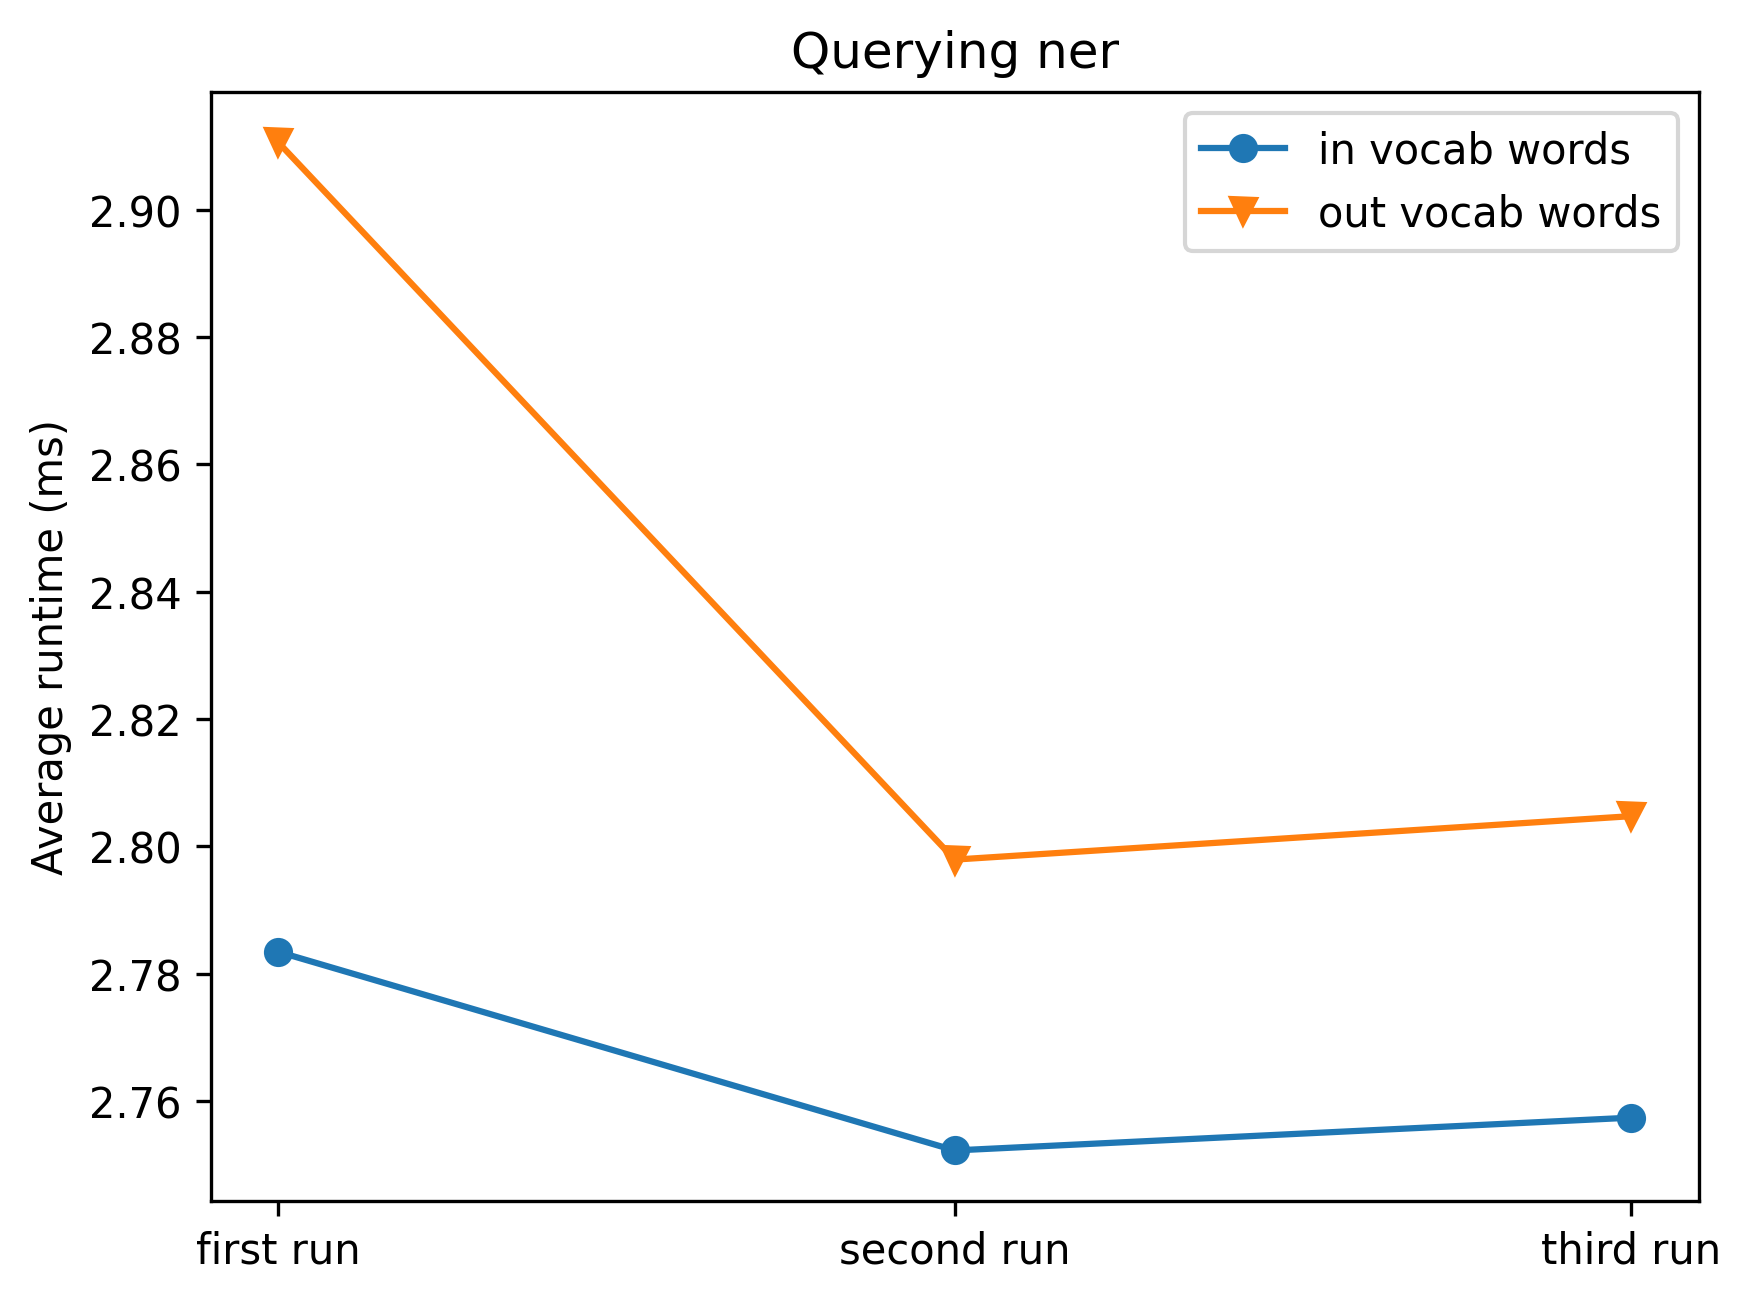 Querying ner
in vocab words
out vocab words
Average runtime (ms)
2.90
2.88
2.86
2.84
2.82
2.80
2.78
2.76
first run
second run
third run